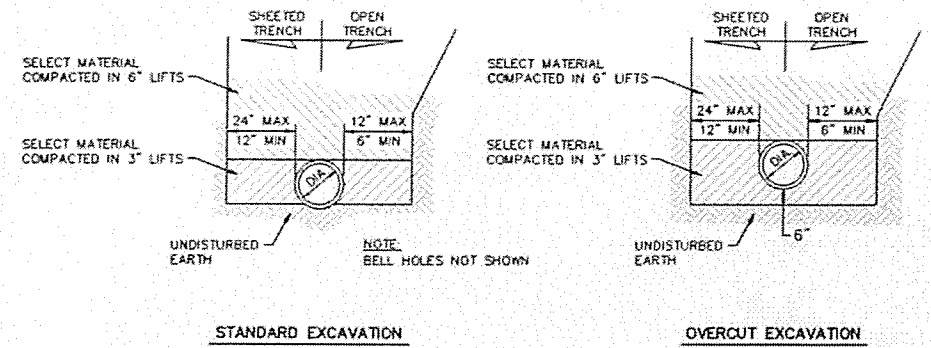 SHEETED
TRENCH
OPEN
TRENCH
SELECT MATERIAL
COMPACTED IN 6" LIFTS
24" MAX
12" MIN
12" MAX
6" MIN
SELECT MATERIAL
COMPACTED IN 3" LIFTS
DIA
UNDISTURBED
EARTH
NOTE:
BELL HOLES NOT SHOWN
STANDARD EXCAVATION
SHEETED
TRENCH
OPEN
TRENCH
SELECT MATERIAL
COMPACTED IN 6" LIFTS
24" MAX
12" MIN
12" MAX
6" MIN
SELECT MATERIAL
COMPACTED IN 3" LIFTS
DIA
6"
UNDISTURBED
EARTH
OVERCUT EXCAVATION